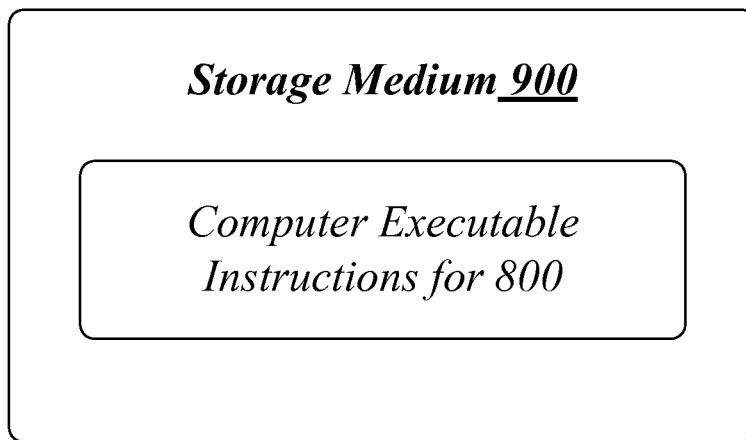 Storage Medium 900
Computer Executable
Instructions for 800